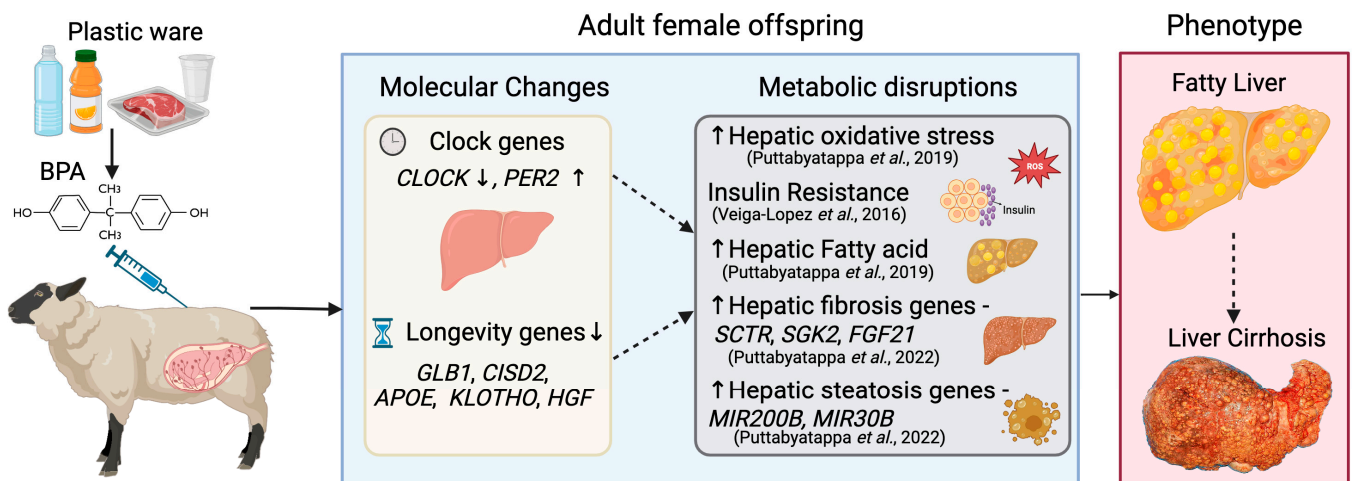 Plastic ware
BPA
CH3
HO
C
OH
CH3
Adult female offspring
Molecular Changes
Clock genes
CLOCK ↓, PER2 ↑
Longevity genes↓
GLB1, CISD2,
APOE, KLOTHO, HGF
Metabolic disruptions
↑Hepatic oxidative stress
(Puttabyatappa et al., 2019)
ROS
Insulin Resistance
(Veiga-Lopez et al., 2016)
Insulin
↑Hepatic Fatty acid
(Puttabyatappa et al., 2019)
↑Hepatic fibrosis genes -
SCTR, SGK2, FGF21
(Puttabyatappa et al., 2022)
↑Hepatic steatosis genes -
MIR200B, MIR30B
(Puttabyatappa et al., 2022)
Phenotype
Fatty Liver
Liver Cirrhosis